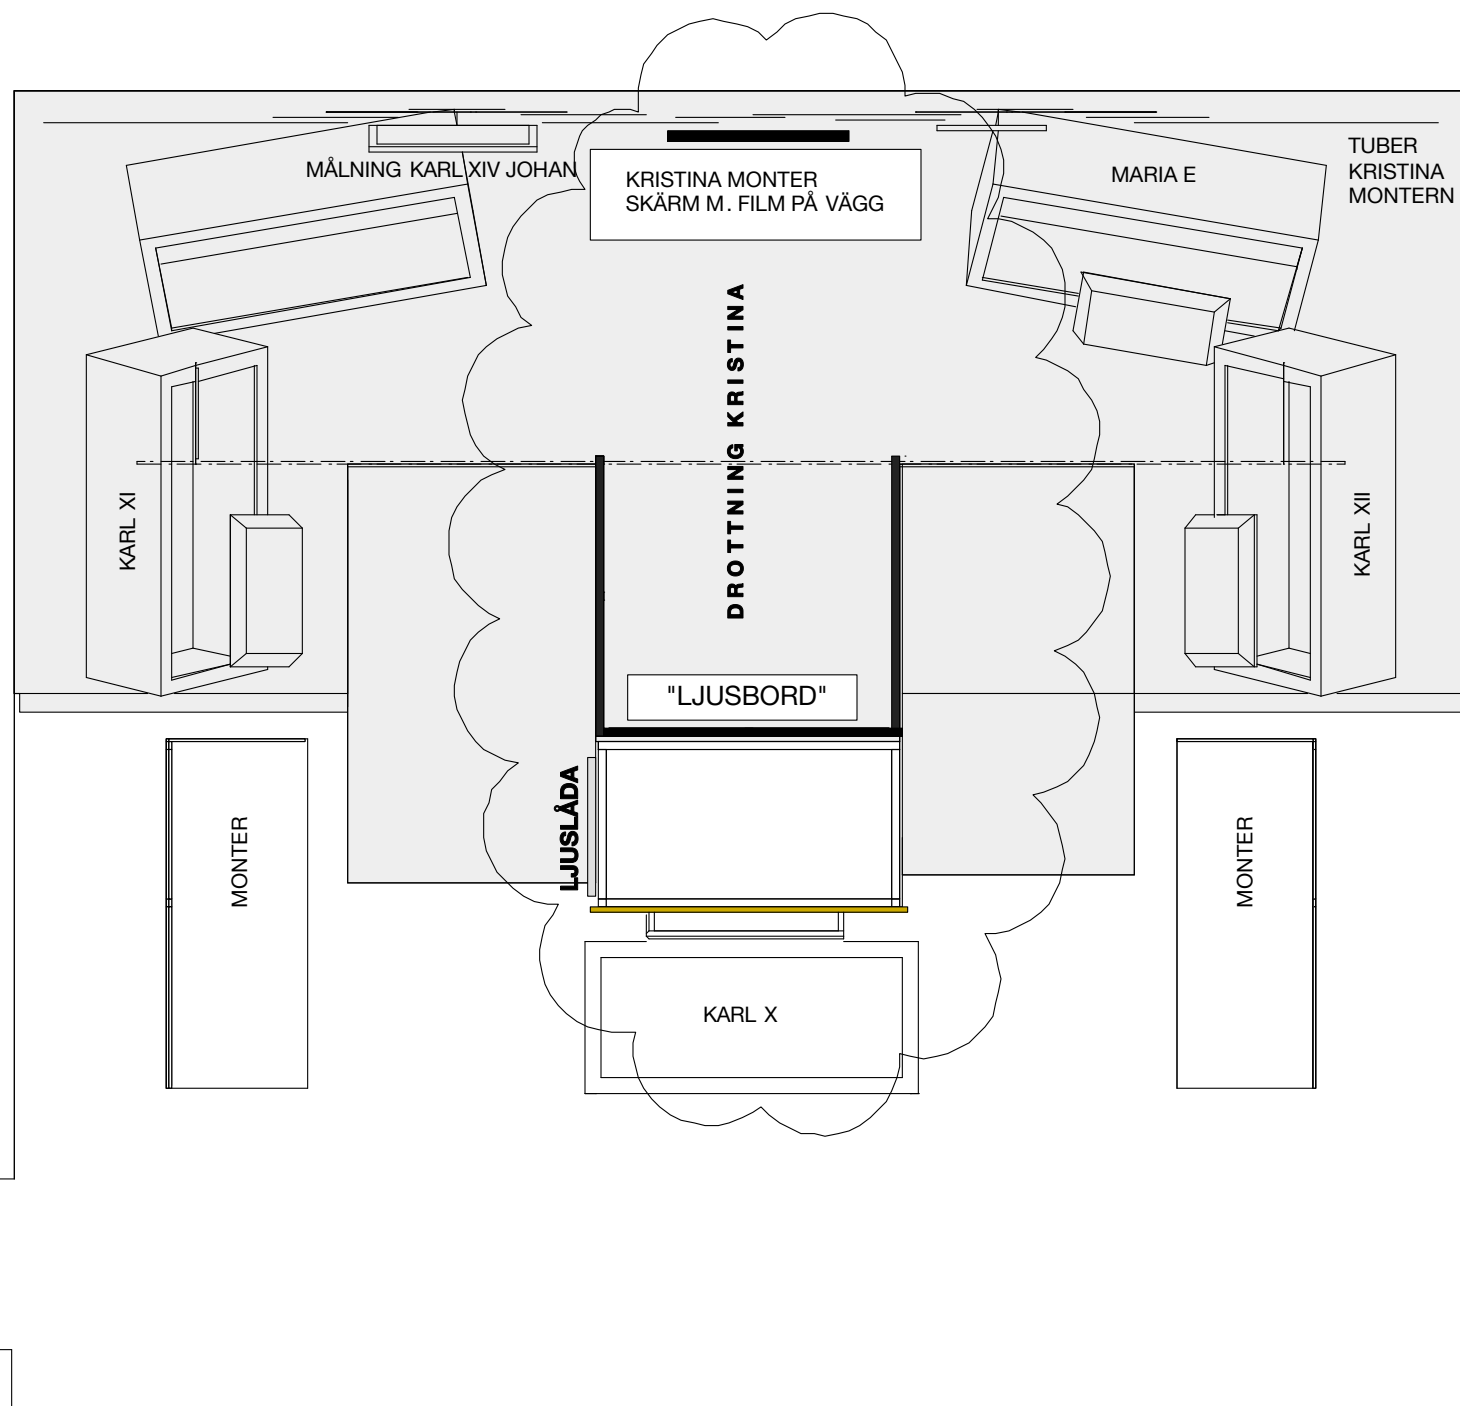 MÅLNING KARL XIV JOHAN
KRISTINA MONTER
SKÄRM M. FILM PÅ VÄGG
MARIA E
TUBER
KRISTINA
MONTERN
DROTTNING KRISTINA
KARL XI
KARL XII
"LJUSBORD"
LJUSLÅDA
MONTER
MONTER
KARL X